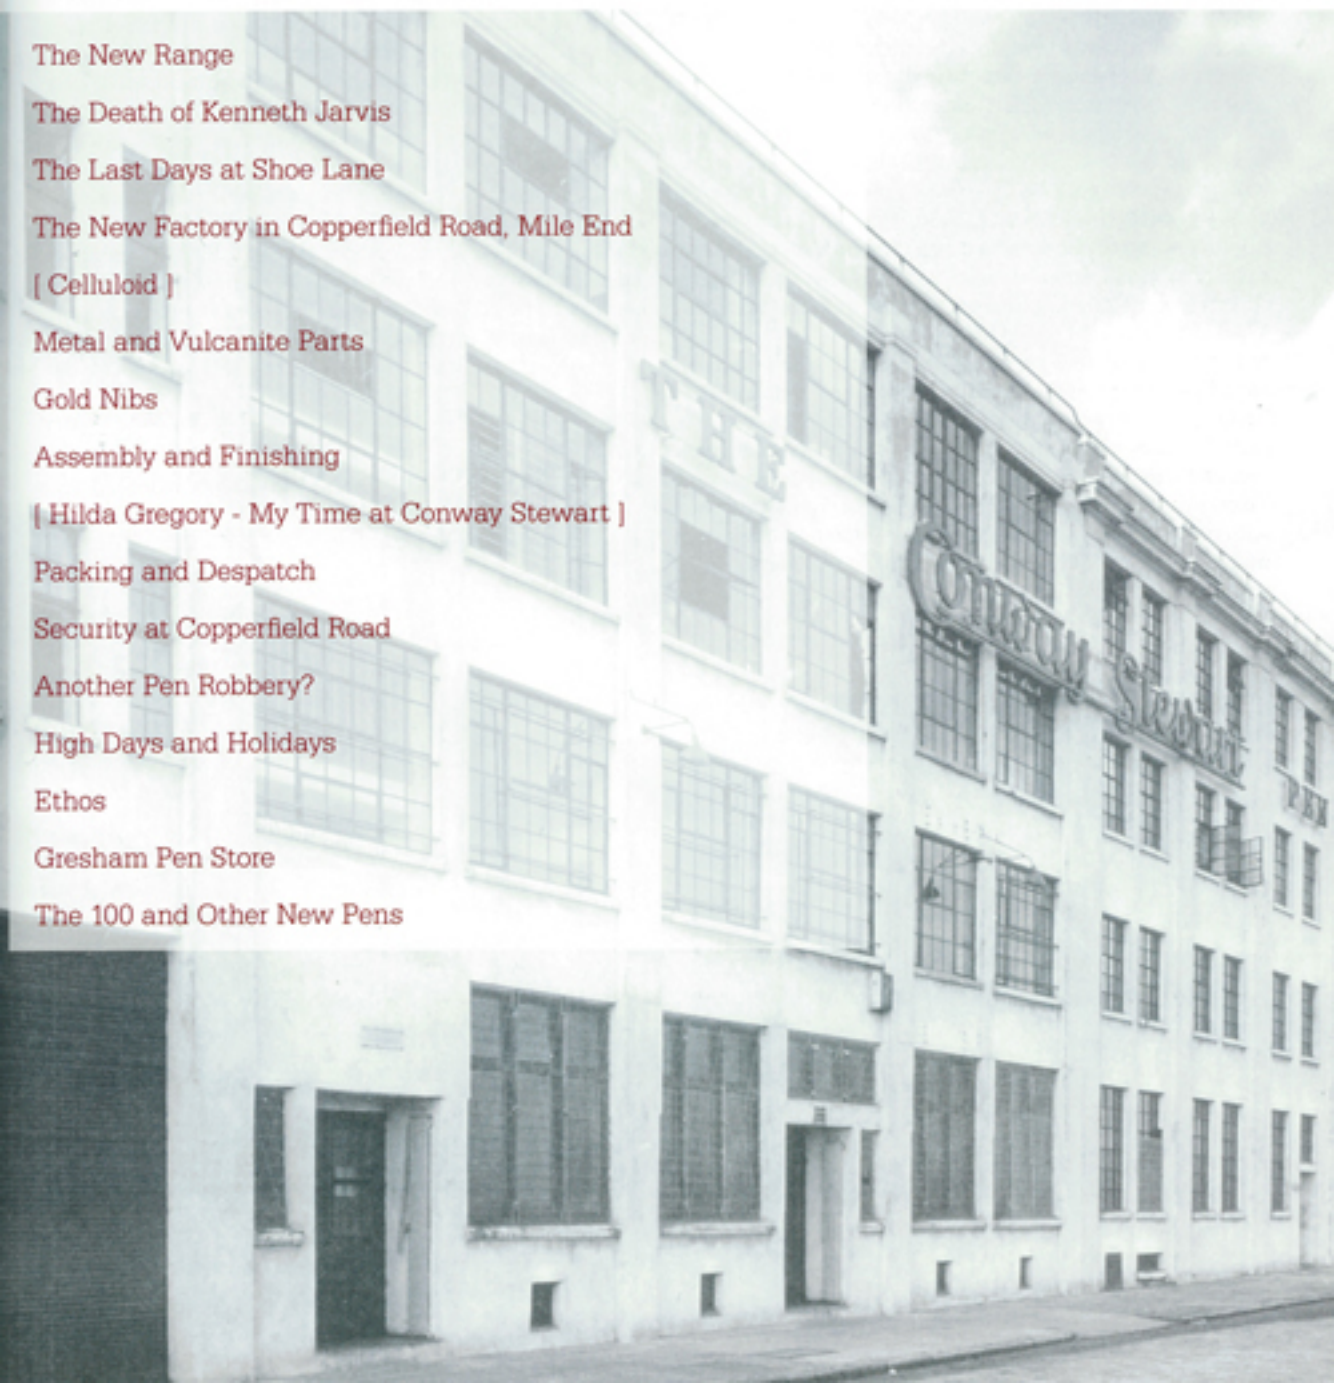 The New Range
The Death of Kenneth Jarvis
The Last Days at Shoe Lane
The New Factory in Copperfield Road, Mile End
[ Celluloid ]
Metal and Vulcanite Parts
Gold Nibs
Assembly and Finishing
[ Hilda Gregory - My Time at Conway Stewart ]
Packing and Despatch
Security at Copperfield Road
Another Pen Robbery?
High Days and Holidays
Ethos
Gresham Pen Store
The 100 and Other New Pens
THE
Conway Stewart
PEN